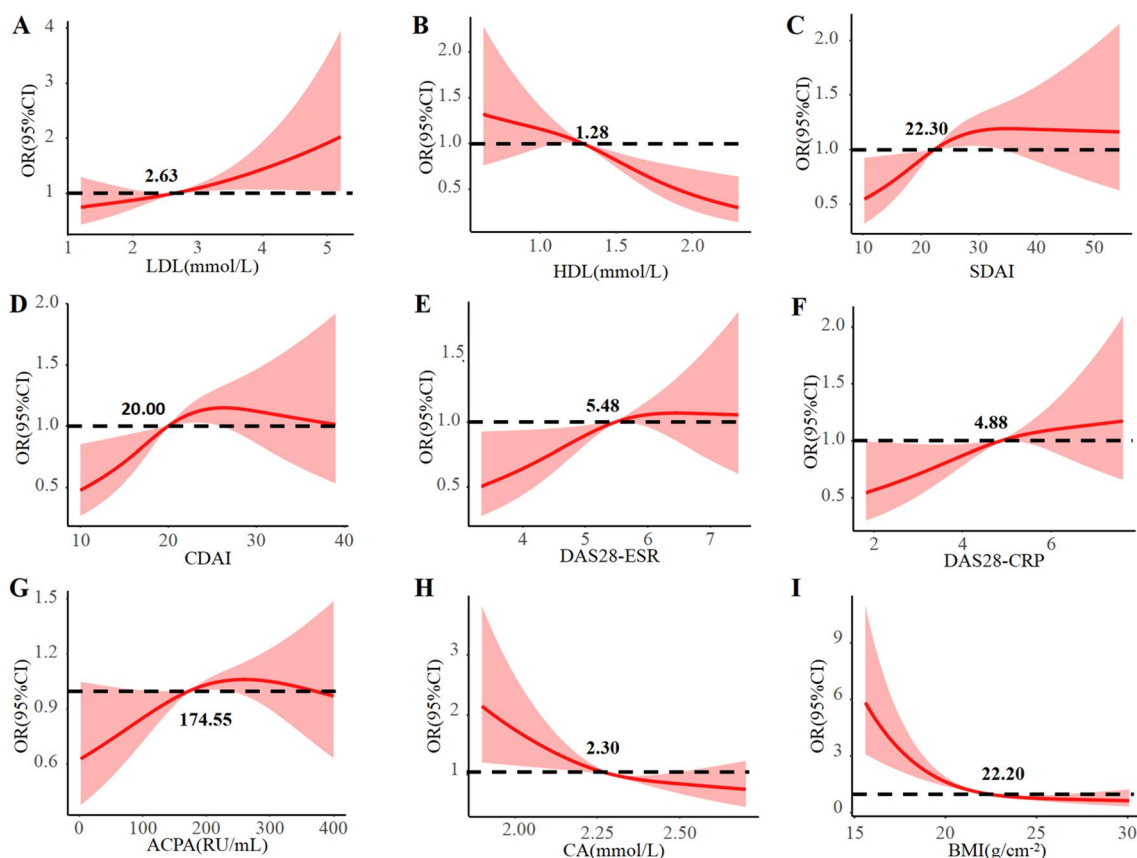 A
OR(95%CI)
4
3
2
1
2.63
1 2 3 4 5
LDL(mmol/L)
B
OR(95%CI)
2.0
1.5
1.0
0.5
1.28
1.0 1.5 2.0
HDL(mmol/L)
C
OR(95%CI)
2.0
1.5
1.0
0.5
22.30
10 20 30 40 50
SDAI
D
OR(95%CI)
2.0
1.5
1.0
0.5
20.00
10 20 30 40
CDAI
E
OR(95%CI)
1.5
1.0
0.5
5.48
4 5 6 7
DAS28-ESR
F
OR(95%CI)
2.0
1.5
1.0
0.5
4.88
2 4 6
DAS28-CRP
G
OR(95%CI)
1.5
1.2
0.9
0.6
174.55
0 100 200 300 400
ACPA(RU/mL)
H
OR(95%CI)
3
2
1
2.30
2.00 2.25 2.50
CA(mmol/L)
I
OR(95%CI)
9
6
3
0
22.20
15 20 25 30
BMI(g/cm⁻²)